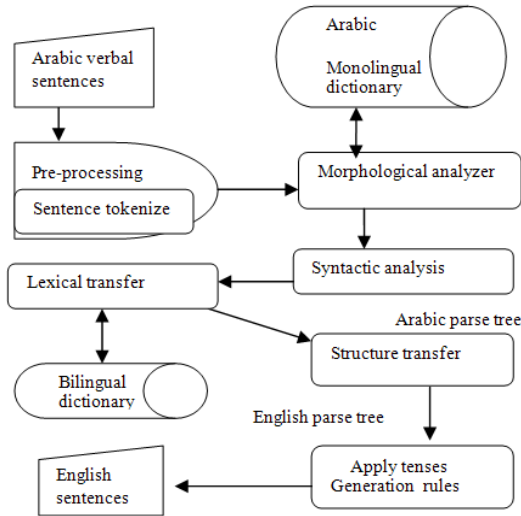 Arabic verbal
sentences
Arabic
Monolingual
dictionary
Pre-processing
Sentence tokenize
Morphological analyzer
Syntactic analysis
Lexical transfer
Arabic parse tree
Structure transfer
Bilingual
dictionary
English parse tree
Apply tenses
Generation rules
English
sentences